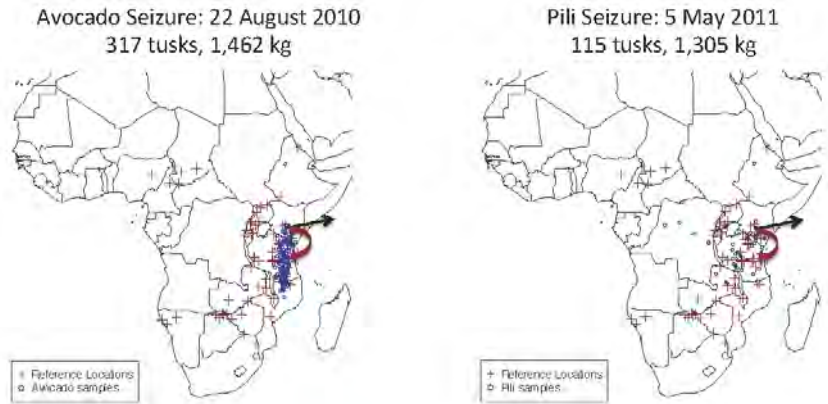 Avocado Seizure: 22 August 2010
317 tusks, 1,462 kg
Pili Seizure: 5 May 2011
115 tusks, 1,305 kg
+ Reference Locations
o Avocado samples
+ Reference Locations
o Pili samples